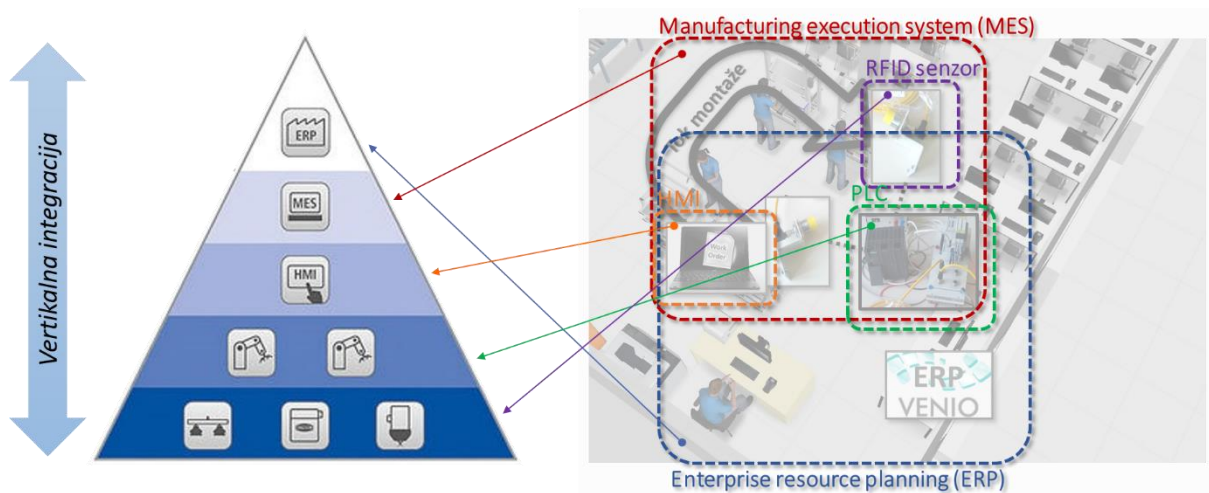 Vertikalna integracija
ERP
MES
HMI
Manufacturing execution system (MES)
RFID senzor
Tok montaže
HMI
Work
Order
PLC
ERP
VENIO
Enterprise resource planning (ERP)